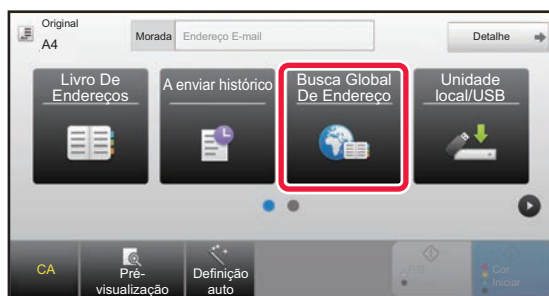 Original
A4
Morada
Endereço E-mail
Detalhe
Livro De
Endereços
A enviar histórico
Busca Global
De Endereço
Unidade
local/USB
CA
Pré-
visualização
Definição
auto
P/B
Iniciar
Cor
Iniciar